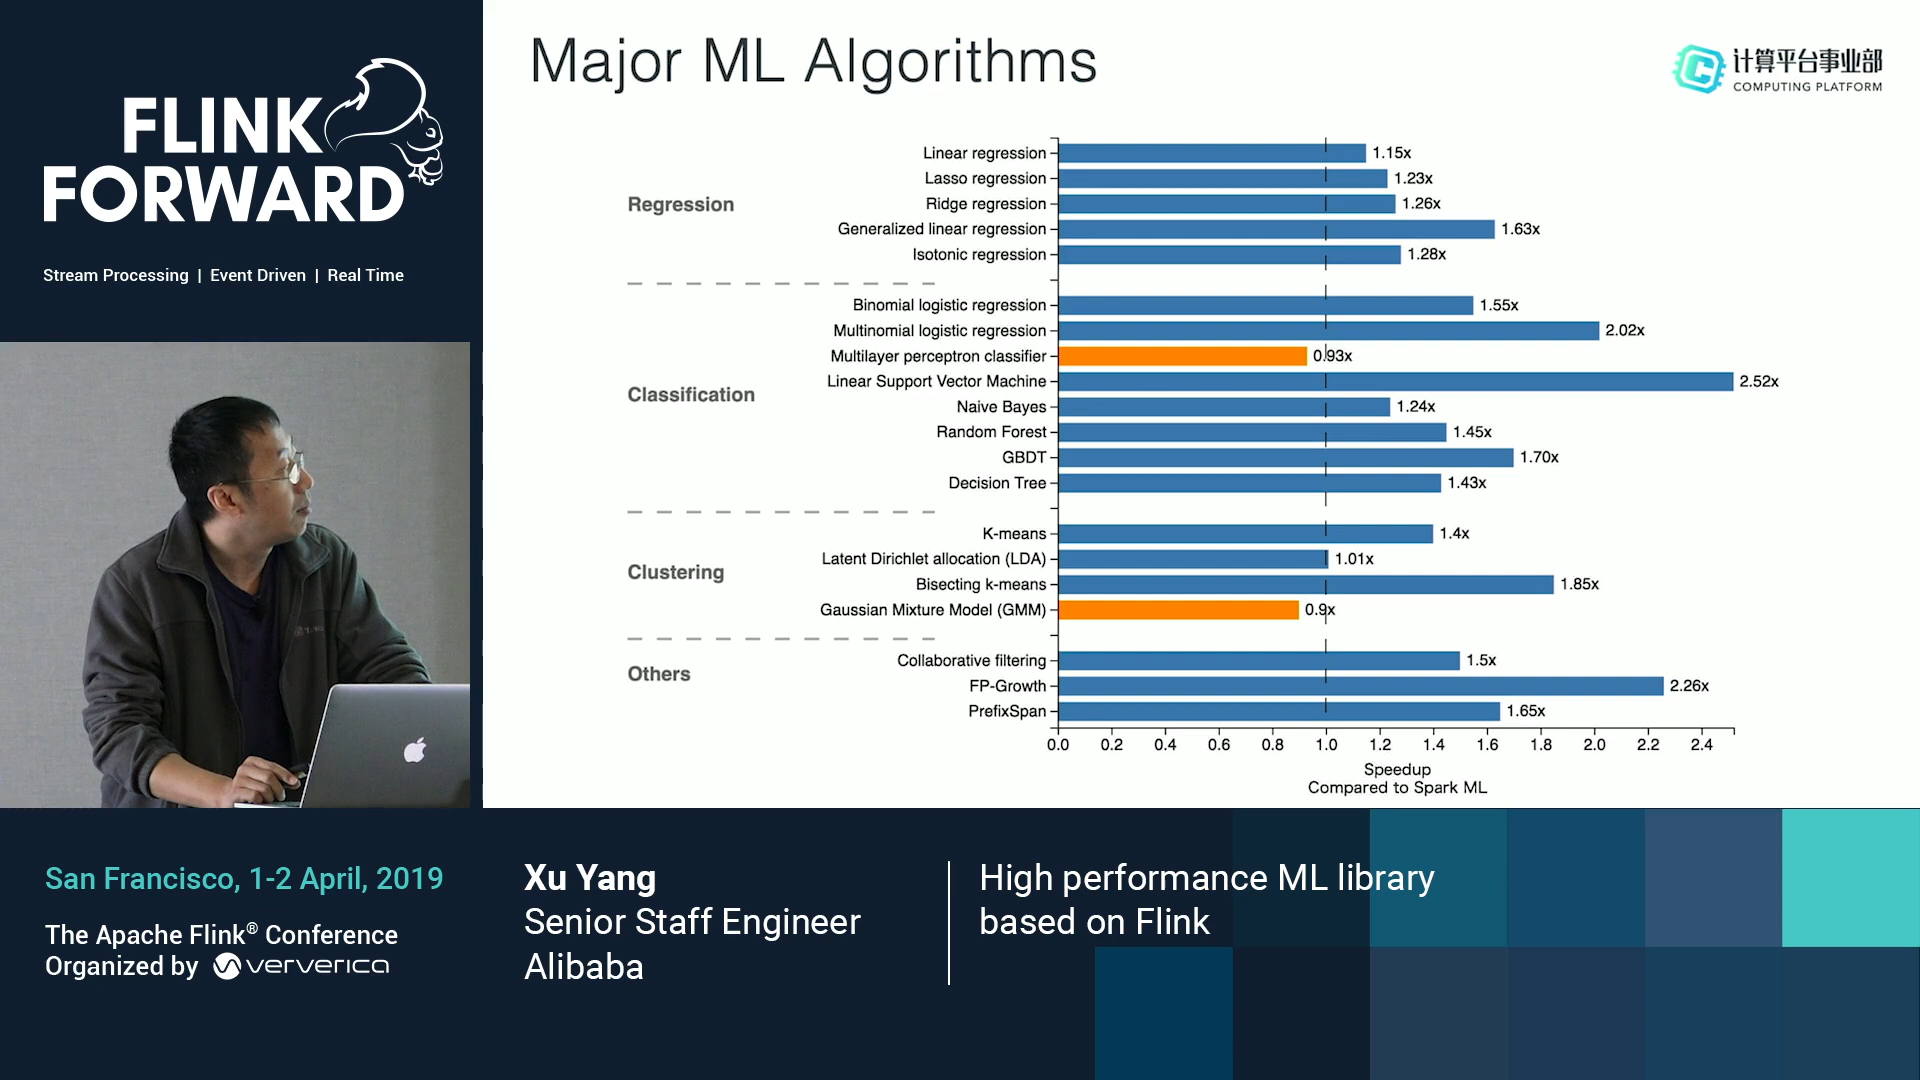 FLINK
FORWARD
Stream Processing | Event Driven | Real Time
Major ML Algorithms
计算平台事业部
COMPUTING PLATFORM
Regression
Linear regression 1.15x
Lasso regression 1.23x
Ridge regression 1.26x
Generalized linear regression 1.63x
Isotonic regression 1.28x
Classification
Binomial logistic regression 1.55x
Multinomial logistic regression 2.02x
Multilayer perceptron classifier 0.93x
Linear Support Vector Machine 2.52x
Naive Bayes 1.24x
Random Forest 1.45x
GBDT 1.70x
Decision Tree 1.43x
Clustering
K-means 1.4x
Latent Dirichlet allocation (LDA) 1.01x
Bisecting k-means 1.85x
Gaussian Mixture Model (GMM) 0.9x
Others
Collaborative filtering 1.5x
FP-Growth 2.26x
PrefixSpan 1.65x
0.0 0.2 0.4 0.6 0.8 1.0 1.2 1.4 1.6 1.8 2.0 2.2 2.4
Speedup
Compared to Spark ML
San Francisco, 1-2 April, 2019
The Apache Flink® Conference
Organized by ververica
Xu Yang
Senior Staff Engineer
Alibaba
High performance ML library
based on Flink